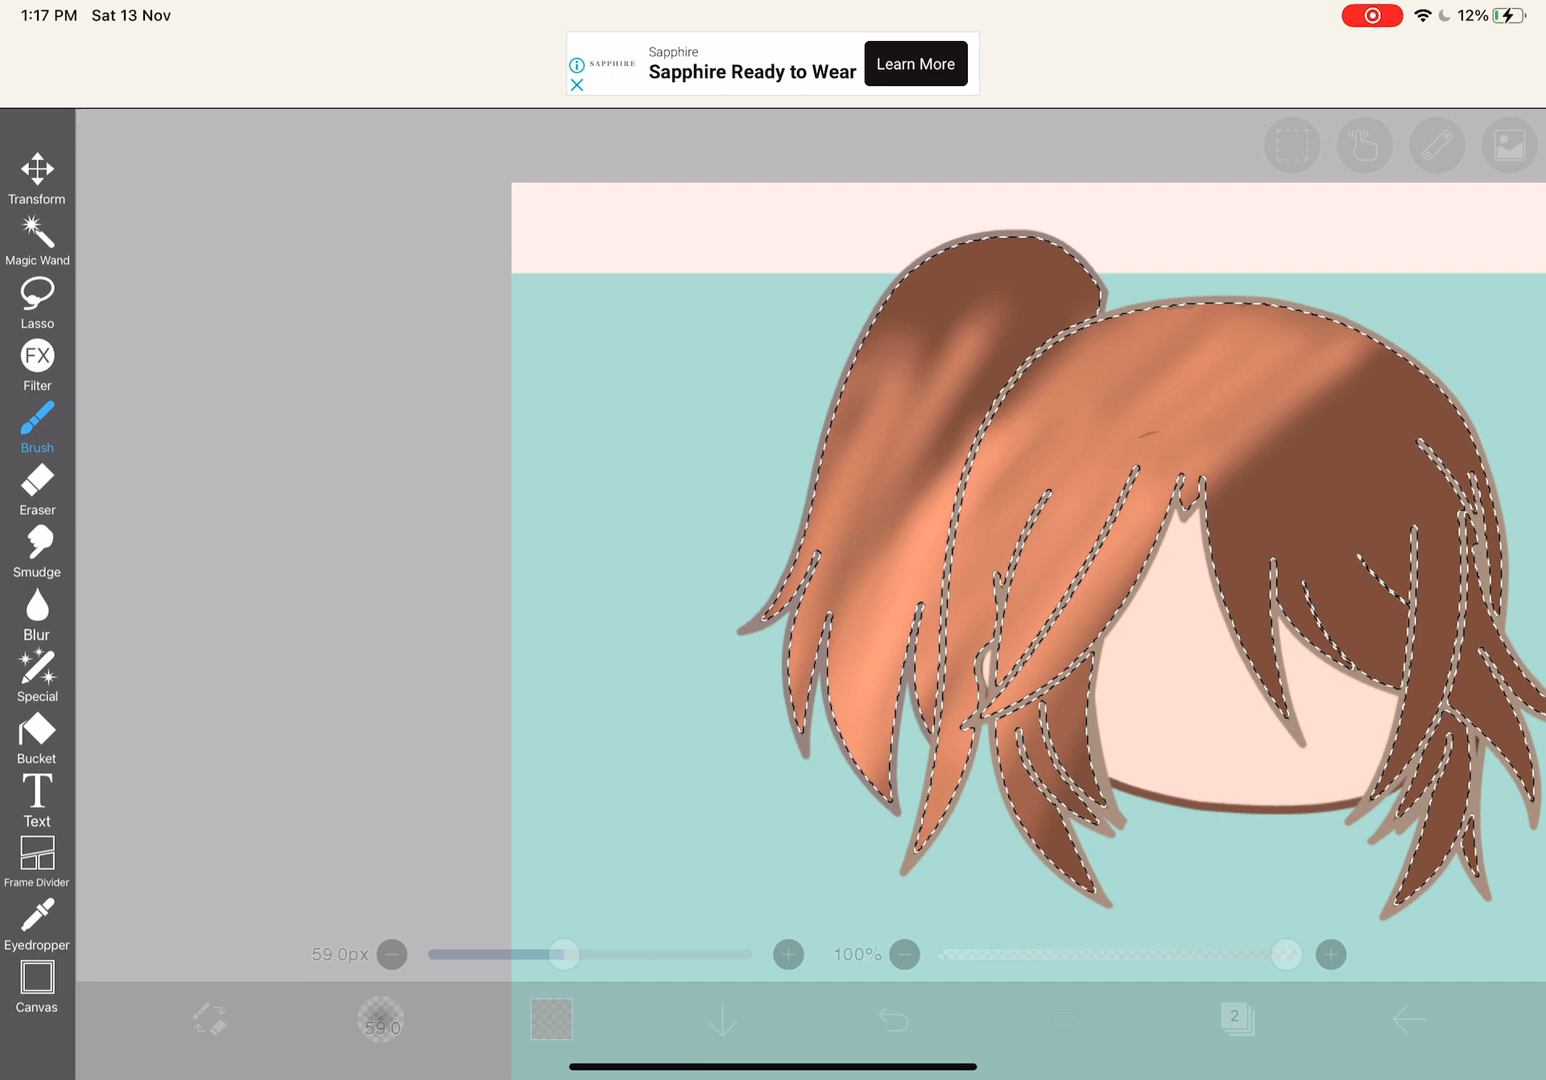 1:17 PM Sat 13 Nov
12%
SAPPHIRE
Sapphire
Sapphire Ready to Wear
Learn More
Transform
Magic Wand
Lasso
FX
Filter
Brush
Eraser
Smudge
Blur
Special
Bucket
T
Text
Frame Divider
Eyedropper
Canvas
59.0px
100%
59.0
2